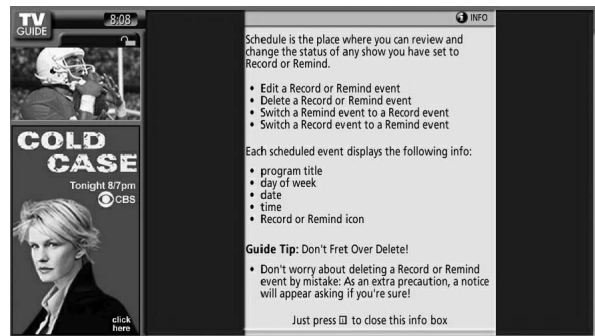 TV
GUIDE
8:08
INFO
Schedule is the place where you can review and
change the status of any show you have set to
Record or Remind.
• Edit a Record or Remind event
• Delete a Record or Remind event
• Switch a Remind event to a Record event
• Switch a Record event to a Remind event
Each scheduled event displays the following info:
• program title
• day of week
• date
• time
• Record or Remind icon
Guide Tip: Don't Fret Over Delete!
• Don't worry about deleting a Record or Remind
event by mistake: As an extra precaution, a notice
will appear asking if you're sure!
Just press i to close this info box
COLD
CASE
Tonight 8/7pm
CBS
click
here